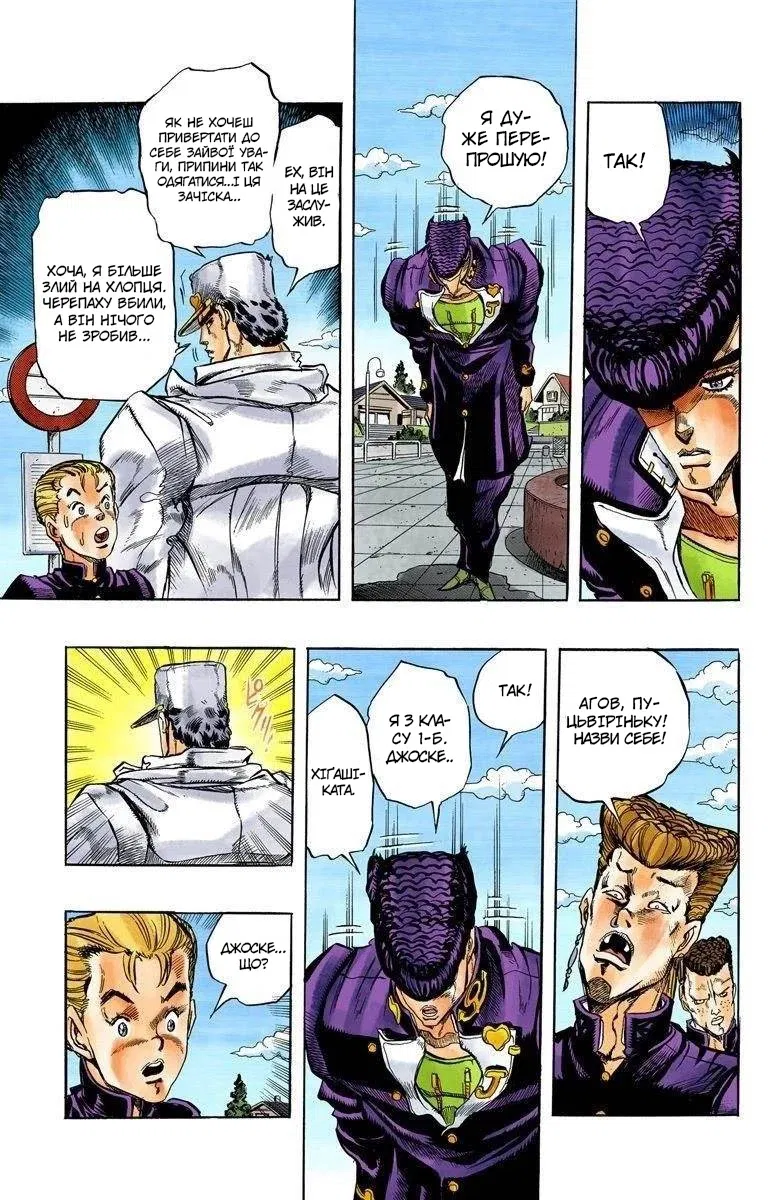 ТАК!
Я ДУ-
ЖЕ ПЕРЕ-
ПРОШУЮ!
ЕХ, ВІН
НА ЦЕ
ЗАСЛУ-
ЖИВ.
ЯК НЕ ХОЧЕШ
ПРИВЕРТАТИ ДО
СЕБЕ ЗАЙВОЇ УВА-
ГИ, ПРИПИНИ ТАК
ОДЯГАТИСЯ...І ЦЯ
ЗАЧІСКА...
ХОЧА, Я БІЛЬШЕ
ЗЛИЙ НА ХЛОПЦЯ.
ЧЕРЕПАХУ ВБИЛИ,
А ВІН НІЧОГО
НЕ ЗРОБИВ...
J
АГОВ, ПУ-
ЦЬВІРІНЬКУ!
НАЗВИ СЕБЕ!
ТАК!
Я З КЛА-
СУ 1-Б.
ДЖОСКЕ..
ХІҐАШІ-
КАТА.
J
ピク!!!
ДЖОСКЕ...
ЩО?